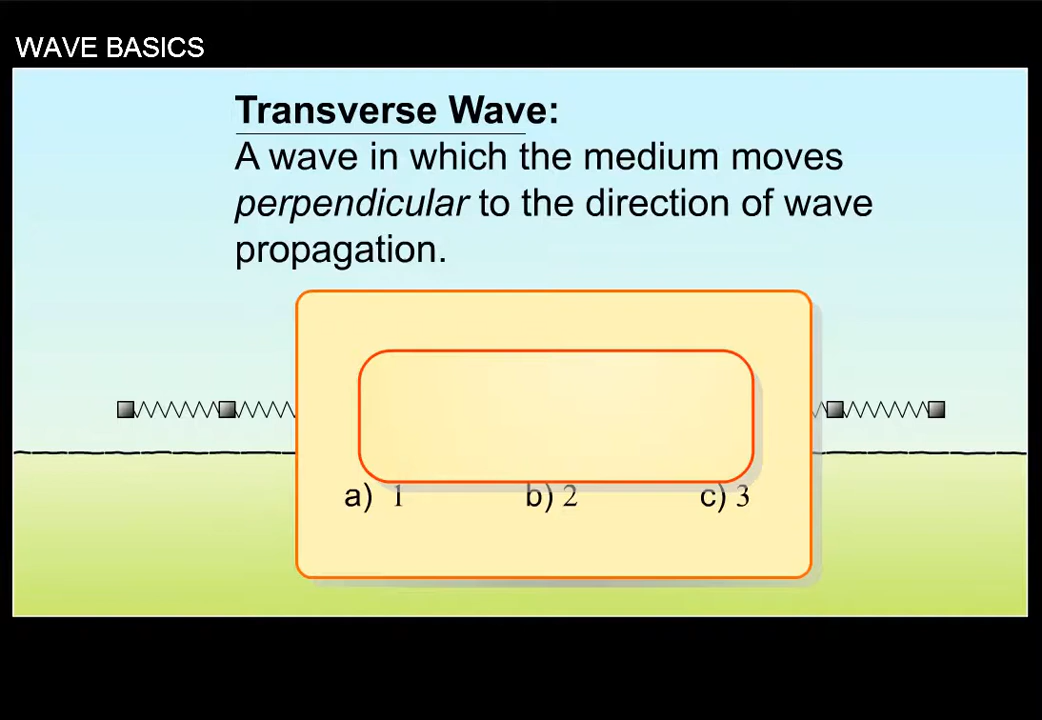 WAVE BASICS
Transverse Wave:
A wave in which the medium moves
perpendicular to the direction of wave
propagation.
a) 1 b) 2 c) 3